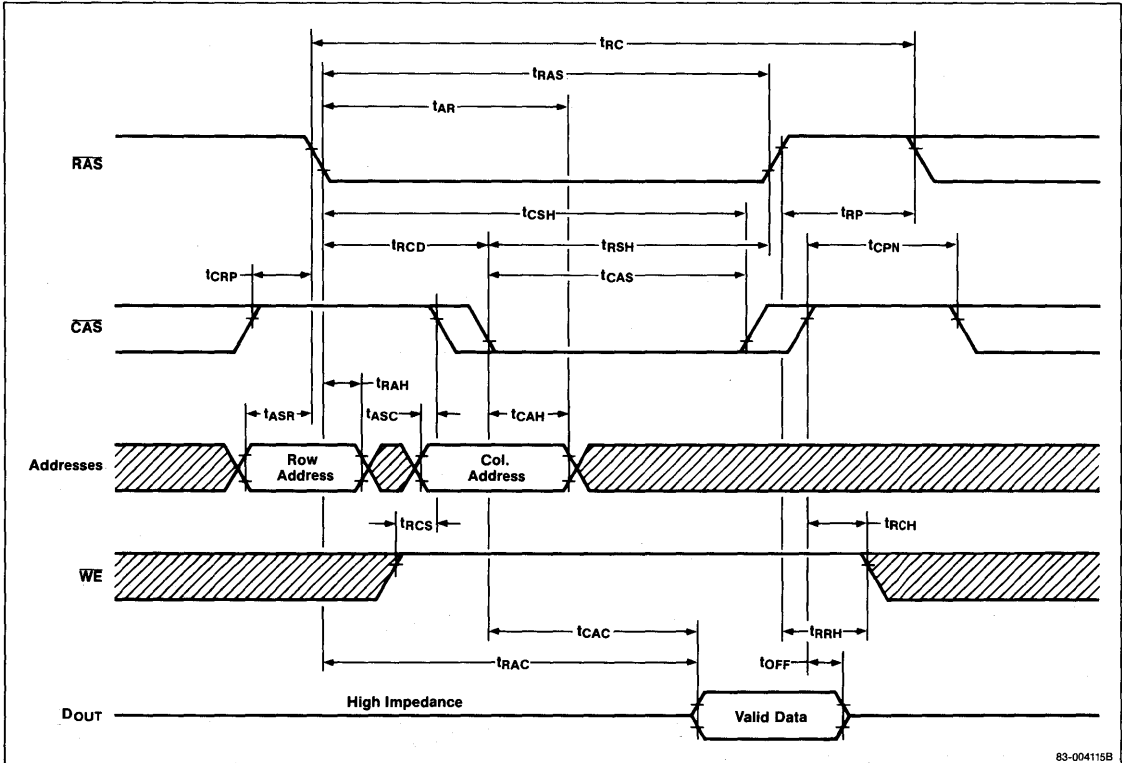 tRC
tRAS
tAR
RAS
tCSH
tRP
tRCD
tRSH
tCPN
tCRP
tCAS
CAS
tRAH
tASR
tASC
tCAH
Addresses
Row
Address
Col.
Address
tRCS
tRCH
WE
tCAC
tRRH
tRAC
tOFF
High Impedance
DOUT
Valid Data
83-004115B